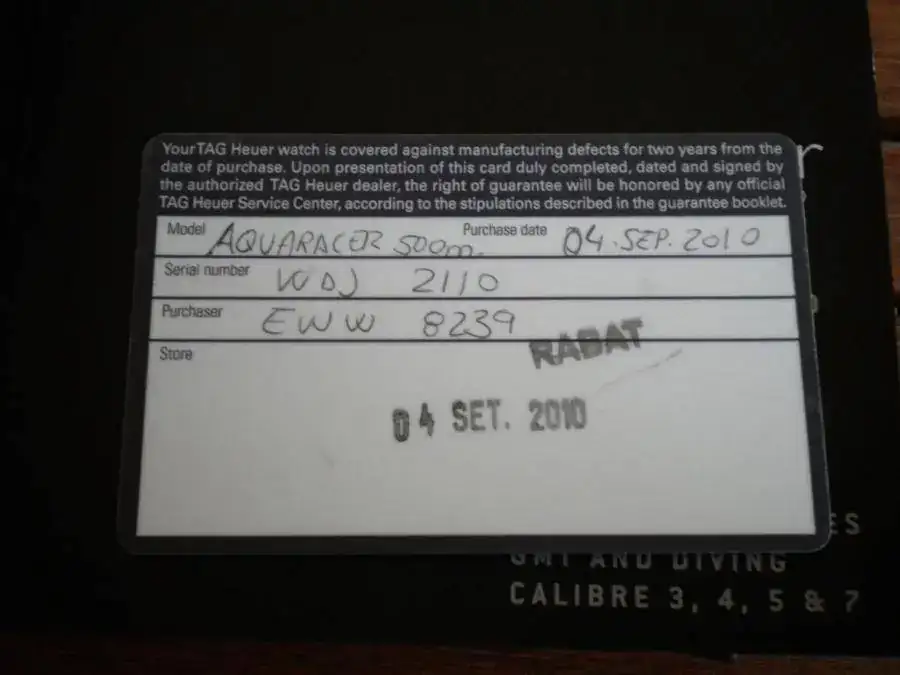 Your TAG Heuer watch is covered against manufacturing defects for two years from the
date of purchase. Upon presentation of this card duly completed, dated and signed by
the authorized TAG Heuer dealer, the right of guarantee will be honored by any official
TAG Heuer Service Center, according to the stipulations described in the guarantee booklet.
Model AQUARACER 500m. Purchase date 04. SEP. 2010
Serial number WAJ 2110
Purchaser EWW 8239
RABAT
Store
04 SET. 2010
GMT AND DIVING
CALIBRE 3, 4, 5 & 7